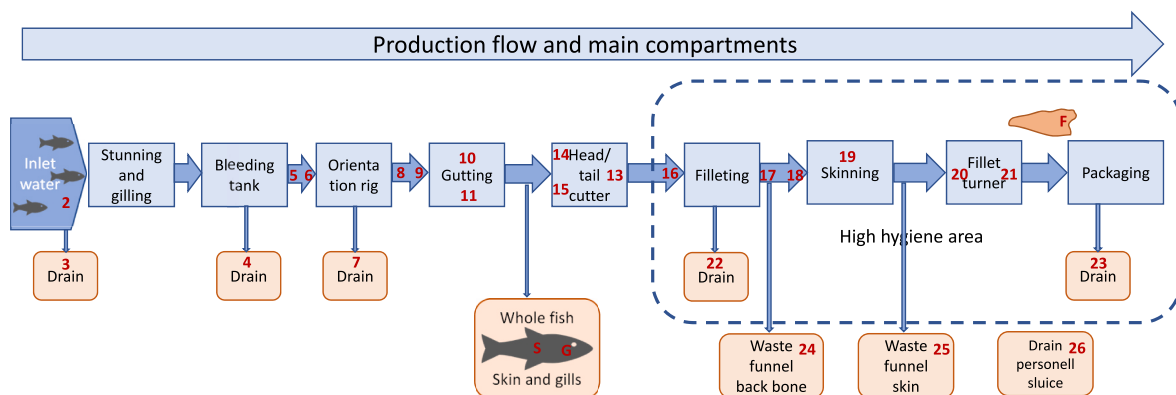 Production flow and main compartments
Inlet
water
2
Stunning
and
gilling
Bleeding
tank
5 6
Orienta
tion rig
8 9
10
Gutting
11
14
Head/
tail 13
15
cutter
16
Filleting
17 18
19
Skinning
Fillet
20 turner 21
F
Packaging
High hygiene area
3
Drain
4
Drain
7
Drain
22
Drain
23
Drain
Whole fish
S G
Skin and gills
Waste 24
funnel
back bone
Waste 25
funnel
skin
Drain 26
personell
sluice